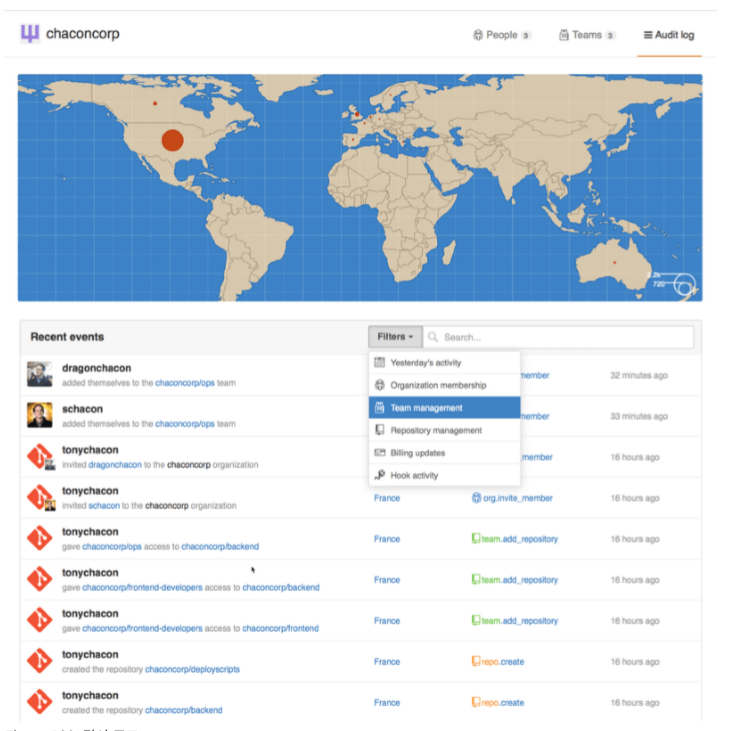 chaconcorp
People 3
Teams 3
Audit log
720
Recent events
Filters
Search...
Yesterday's activity
Organization membership
Team management
Repository management
Billing updates
Hook activity
dragonchacon
added themselves to the chaconcorp/ops team
member
32 minutes ago
schacon
added themselves to the chaconcorp/ops team
member
33 minutes ago
tonychacon
invited dragonchacon to the chaconcorp organization
member
16 hours ago
tonychacon
invited schacon to the chaconcorp organization
France
org.invite_member
16 hours ago
tonychacon
gave chaconcorp/ops access to chaconcorp/backend
France
team.add_repository
16 hours ago
tonychacon
gave chaconcorp/frontend-developers access to chaconcorp/backend
France
team.add_repository
16 hours ago
tonychacon
gave chaconcorp/frontend-developers access to chaconcorp/frontend
France
team.add_repository
16 hours ago
tonychacon
created the repository chaconcorp/deployscripts
France
repo.create
16 hours ago
tonychacon
created the repository chaconcorp/backend
France
repo.create
16 hours ago